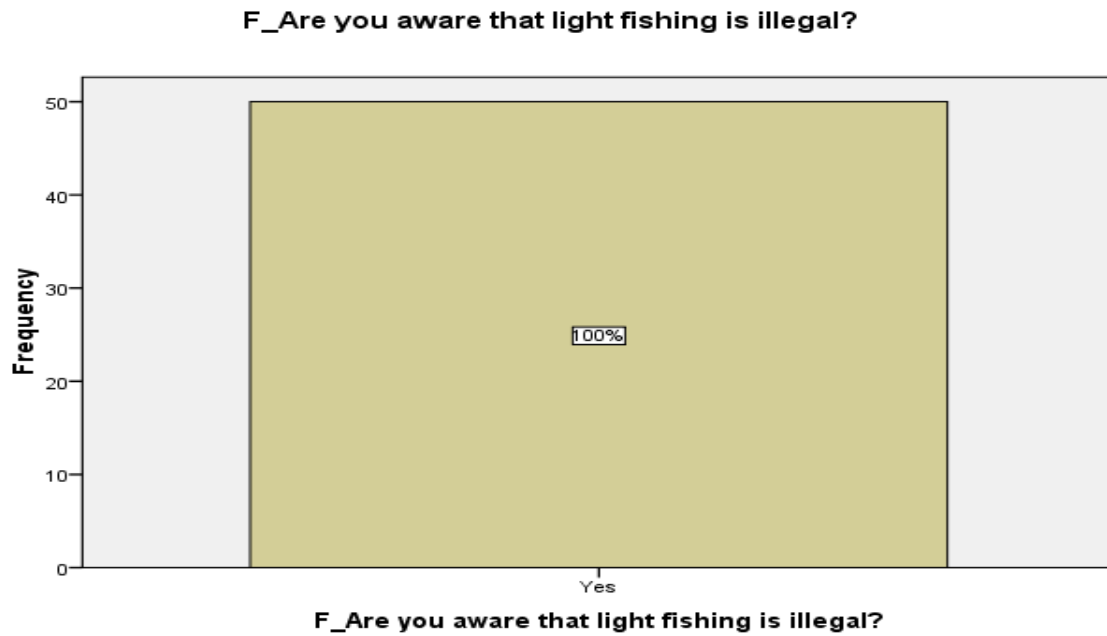 F_Are you aware that light fishing is illegal?
Frequency
50
40
30
20
10
0
100%
Yes
F_Are you aware that light fishing is illegal?